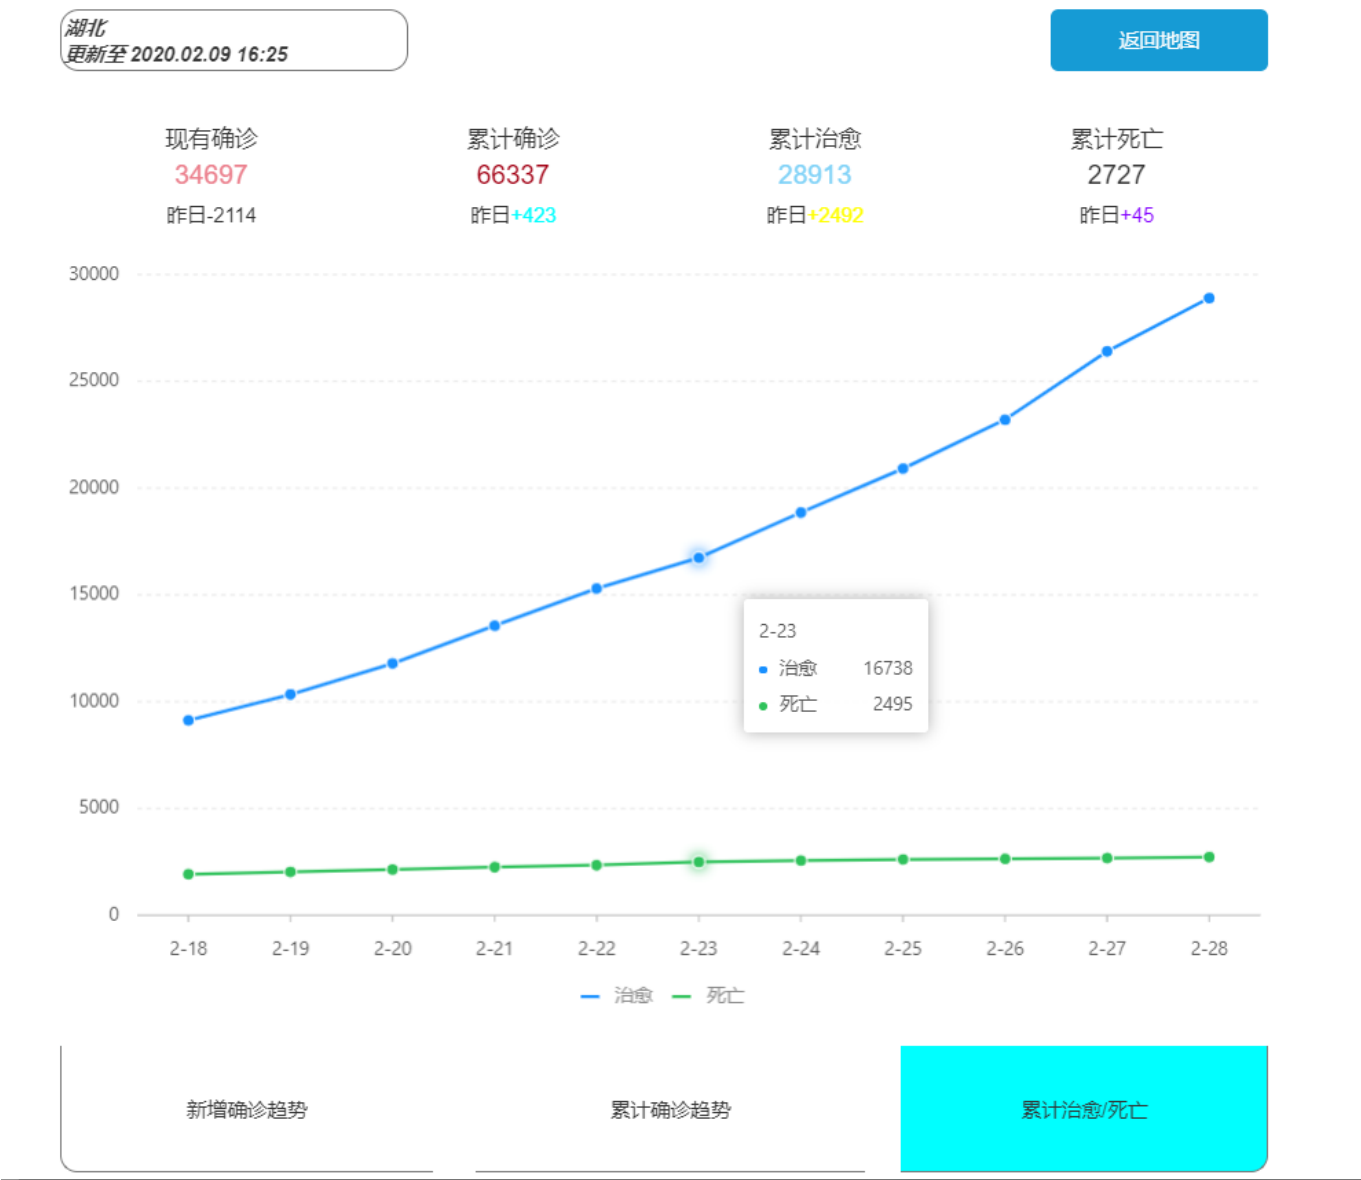 湖北
更新至 2020.02.09 16:25
返回地图
现有确诊
34697
昨日-2114
累计确诊
66337
昨日+423
累计治愈
28913
昨日+2492
累计死亡
2727
昨日+45
30000
25000
20000
15000
10000
5000
0
2-23
治愈 16738
死亡 2495
2-18 2-19 2-20 2-21 2-22 2-23 2-24 2-25 2-26 2-27 2-28
治愈 死亡
新增确诊趋势
累计确诊趋势
累计治愈/死亡